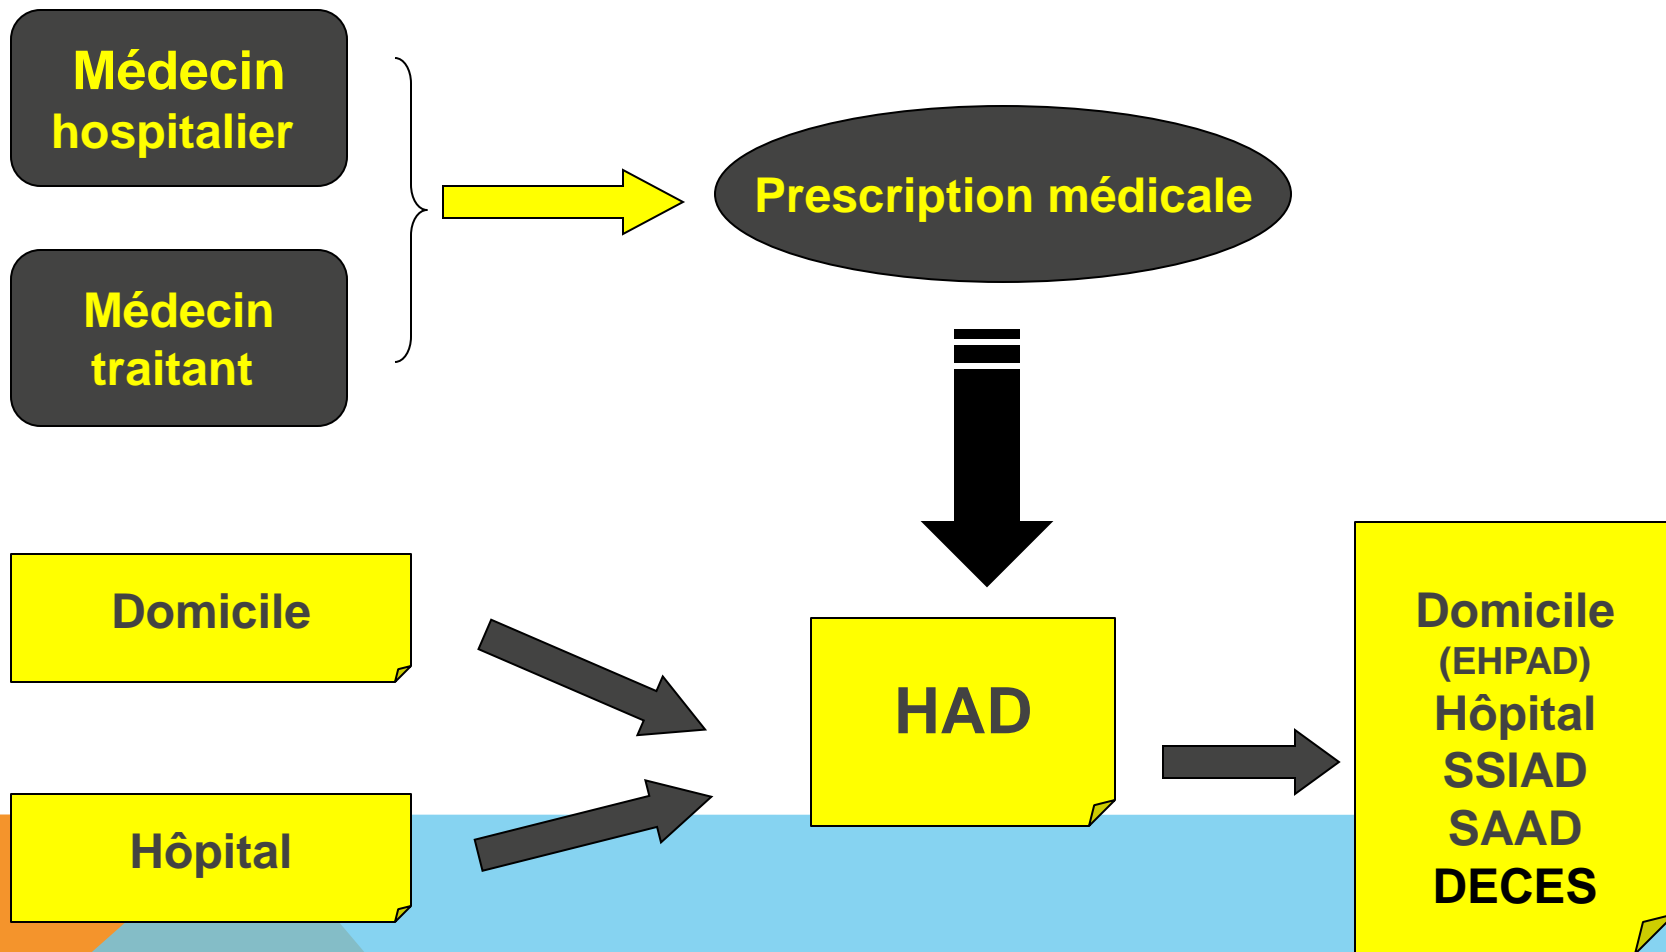 Médecin
hospitalier
Prescription médicale
Médecin
traitant
Domicile
Hôpital
HAD
Domicile
(EHPAD)
Hôpital
SSIAD
SAAD
DECES